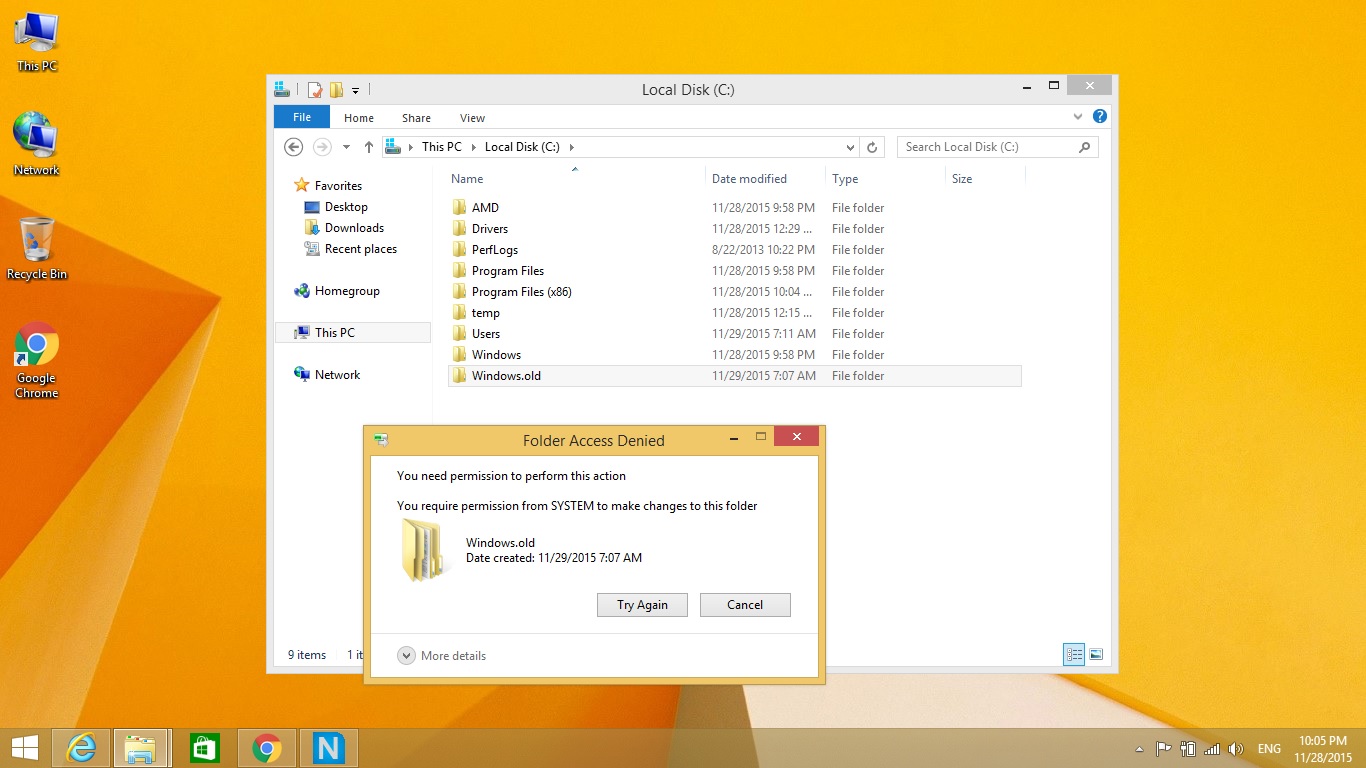 This PC
Network
Recycle Bin
Google
Chrome
Local Disk (C:)
File Home Share View
This PC Local Disk (C:) Search Local Disk (C:)
Favorites
Desktop
Downloads
Recent places
Homegroup
This PC
Network
Name Date modified Type Size
AMD 11/28/2015 9:58 PM File folder
Drivers 11/28/2015 12:29 ... File folder
PerfLogs 8/22/2013 10:22 PM File folder
Program Files 11/28/2015 9:58 PM File folder
Program Files (x86) 11/28/2015 10:04 ... File folder
temp 11/28/2015 12:15 ... File folder
Users 11/29/2015 7:11 AM File folder
Windows 11/28/2015 9:58 PM File folder
Windows.old 11/29/2015 7:07 AM File folder
9 items 1 it
Folder Access Denied
You need permission to perform this action
You require permission from SYSTEM to make changes to this folder
Windows.old
Date created: 11/29/2015 7:07 AM
Try Again Cancel
More details
N
ENG
10:05 PM
11/28/2015